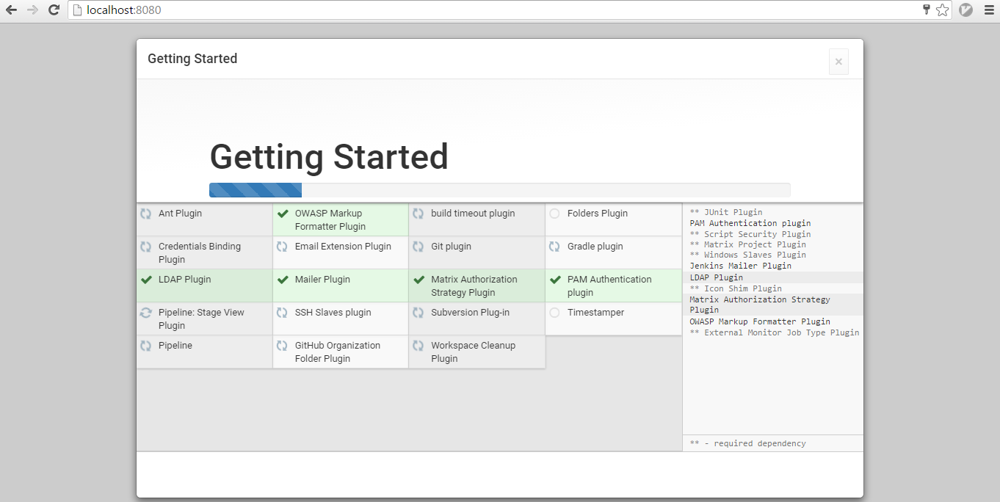 localhost:8080
Getting Started
×
Getting Started
Ant Plugin
OWASP Markup
Formatter Plugin
build timeout plugin
Folders Plugin
Credentials Binding
Plugin
Email Extension Plugin
Git plugin
Gradle plugin
LDAP Plugin
Mailer Plugin
Matrix Authorization
Strategy Plugin
PAM Authentication
plugin
Pipeline: Stage View
Plugin
SSH Slaves plugin
Subversion Plug-in
Timestamper
Pipeline
GitHub Organization
Folder Plugin
Workspace Cleanup
Plugin
** JUnit Plugin
PAM Authentication plugin
** Script Security Plugin
** Matrix Project Plugin
** Windows Slaves Plugin
Jenkins Mailer Plugin
LDAP Plugin
** Icon Shim Plugin
Matrix Authorization Strategy
Plugin
OWASP Markup Formatter Plugin
** External Monitor Job Type Plugin
** - required dependency